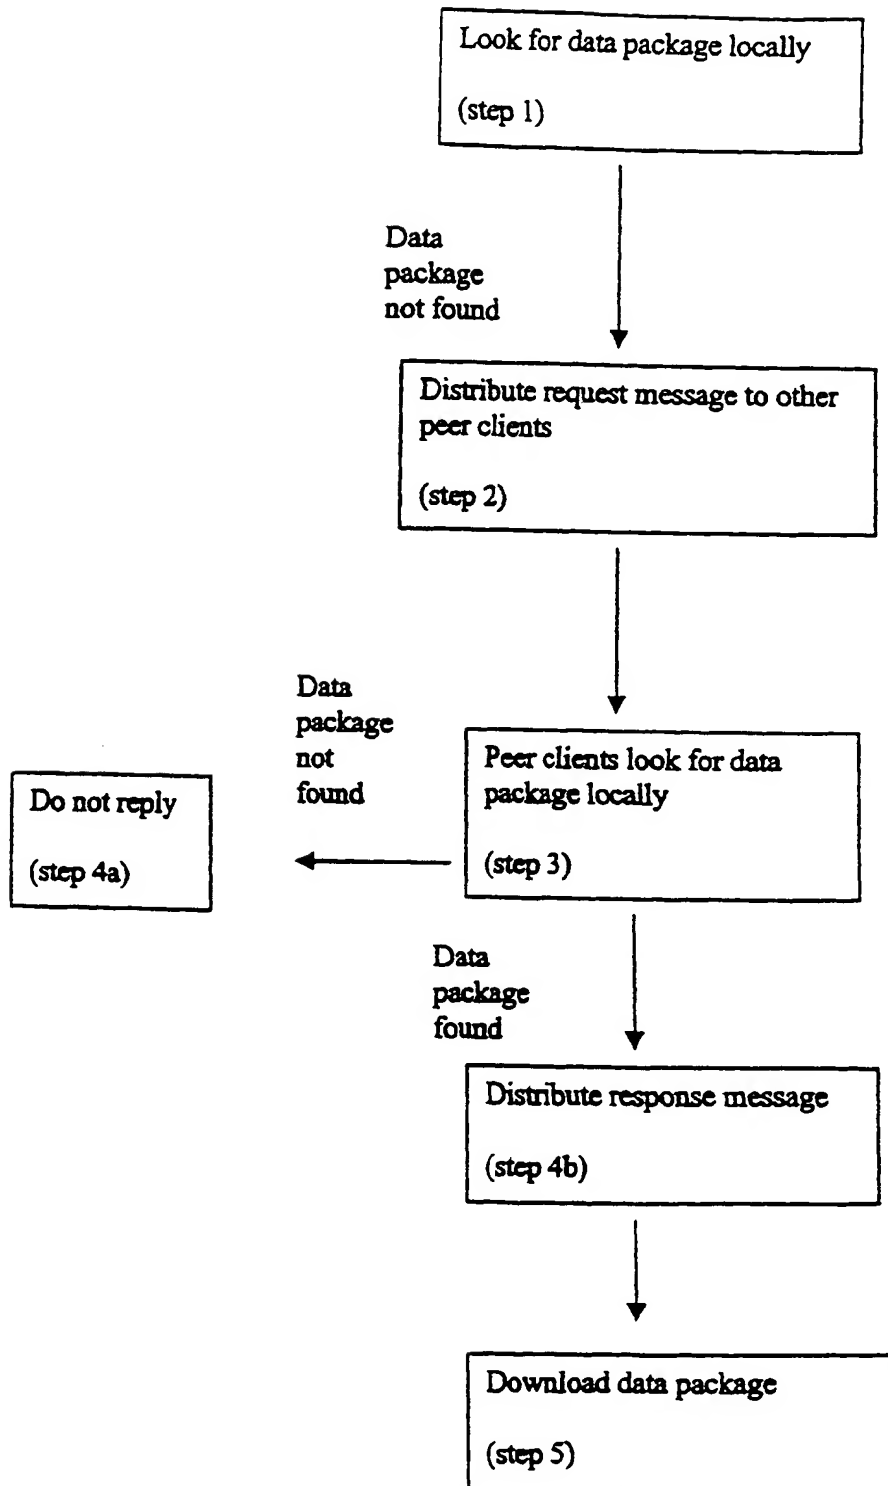 Look for data package locally
(step 1)
Data
package
not found
Distribute request message to other
peer clients
(step 2)
Data
package
not
found
Peer clients look for data
package locally
(step 3)
Do not reply
(step 4a)
Data
package
found
Distribute response message
(step 4b)
Download data package
(step 5)